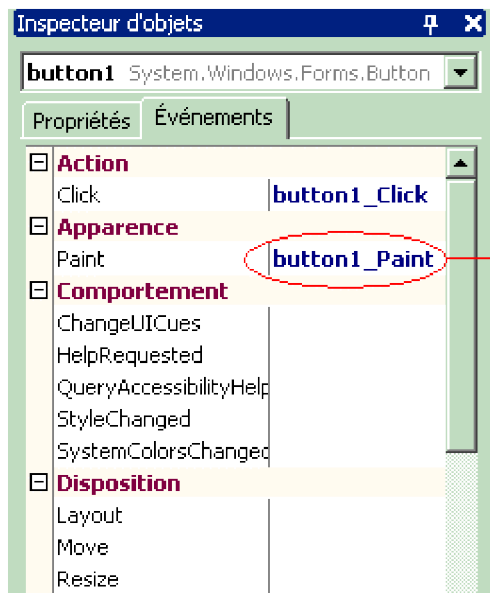 Inspecteur d'objets
button1 System.Windows.Forms.Button
Propriétés Événements
Action
Click button1_Click
Apparence
Paint button1_Paint
Comportement
ChangeUICues
HelpRequested
QueryAccessibilityHelp
StyleChanged
SystemColorsChanged
Disposition
Layout
Move
Resize